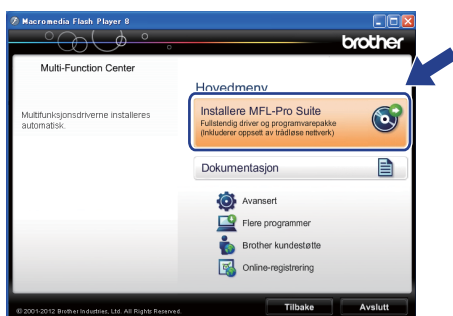 Macromedia Flash Player 8
brother
Multi-Function Center
Multifunksjonsdriverne installeres
automatisk.
Hovedmeny
Installere MFL-Pro Suite
Fullstendig driver og programvarepakke
(Inkluderer oppsett av trådløse nettverk)
Dokumentasjon
Avansert
Flere programmer
Brother kundestøtte
Online-registrering
© 2001-2012 Brother Industries, Ltd. All Rights Reserved.
Tilbake
Avslutt